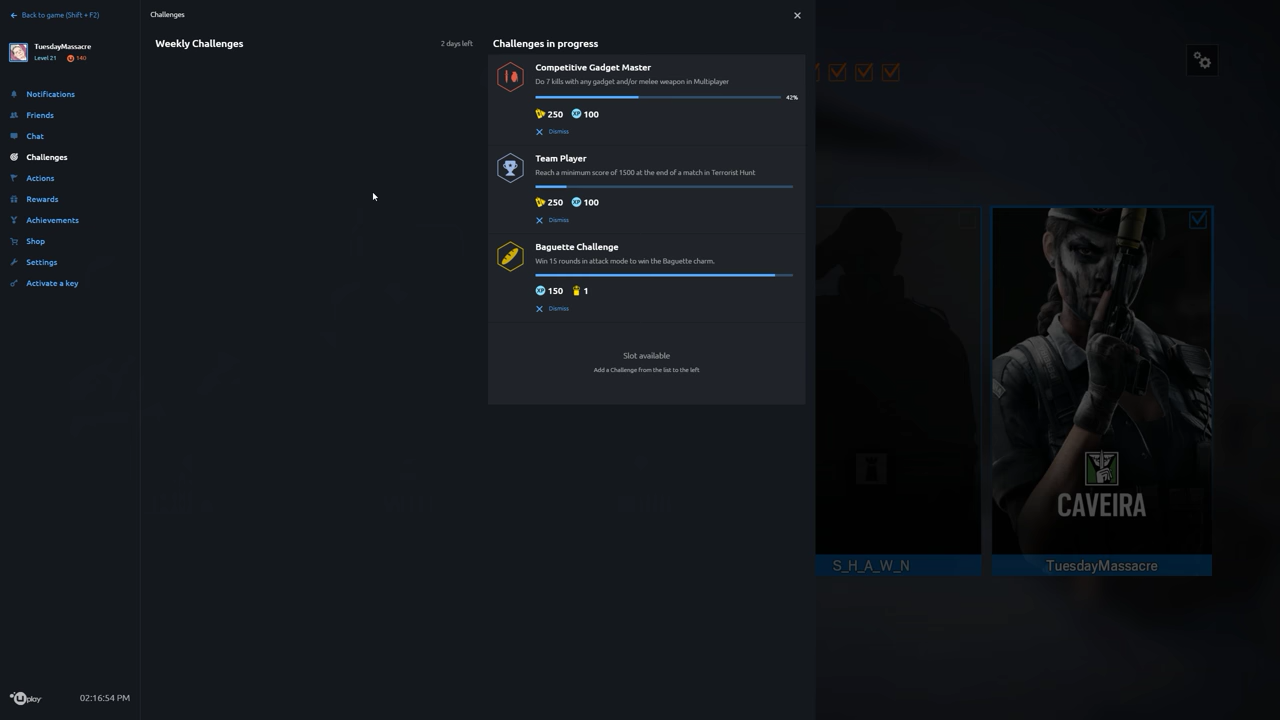 Back to game (Shift + F2)
TuesdayMassacre
Level 21 140
Notifications
Friends
Chat
Challenges
Actions
Rewards
Achievements
Shop
Settings
Activate a key
uplay
02:16:54 PM
Challenges
Weekly Challenges
2 days left
Challenges in progress
Competitive Gadget Master
Do 7 kills with any gadget and/or melee weapon in Multiplayer
42%
250 XP 100
Dismiss
Team Player
Reach a minimum score of 1500 at the end of a match in Terrorist Hunt
250 XP 100
Dismiss
Baguette Challenge
Win 15 rounds in attack mode to win the Baguette charm.
XP 150 1
Dismiss
Slot available
Add a Challenge from the list to the left
S_H_A_W_N
CAVEIRA
TuesdayMassacre